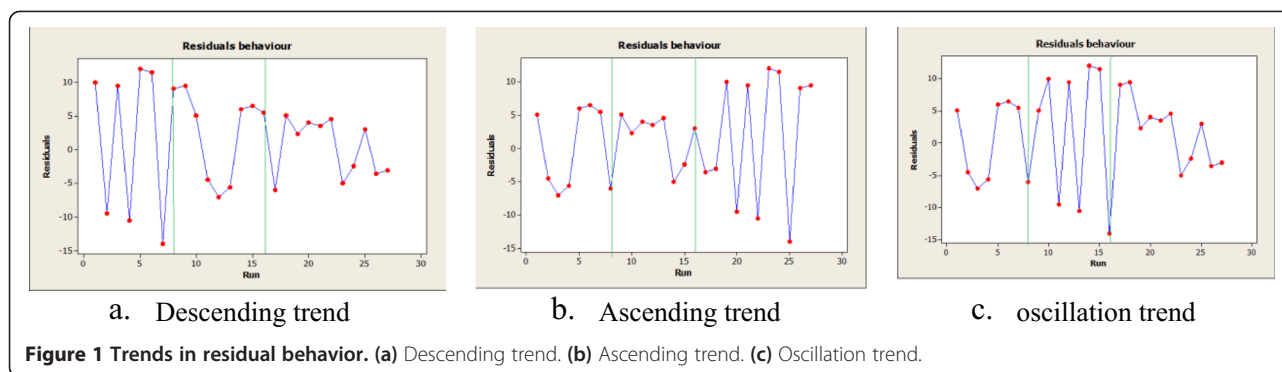 Residuals behaviour
Residuals
10
5
0
-5
-10
-15
0 5 10 15 20 25 30
Run
a. Descending trend
Residuals behaviour
Residuals
10
5
0
-5
-10
-15
0 5 10 15 20 25 30
Run
b. Ascending trend
Residuals behaviour
Residuals
10
5
0
-5
-10
-15
0 5 10 15 20 25 30
Run
c. oscillation trend
Figure 1 Trends in residual behavior. (a) Descending trend. (b) Ascending trend. (c) Oscillation trend.